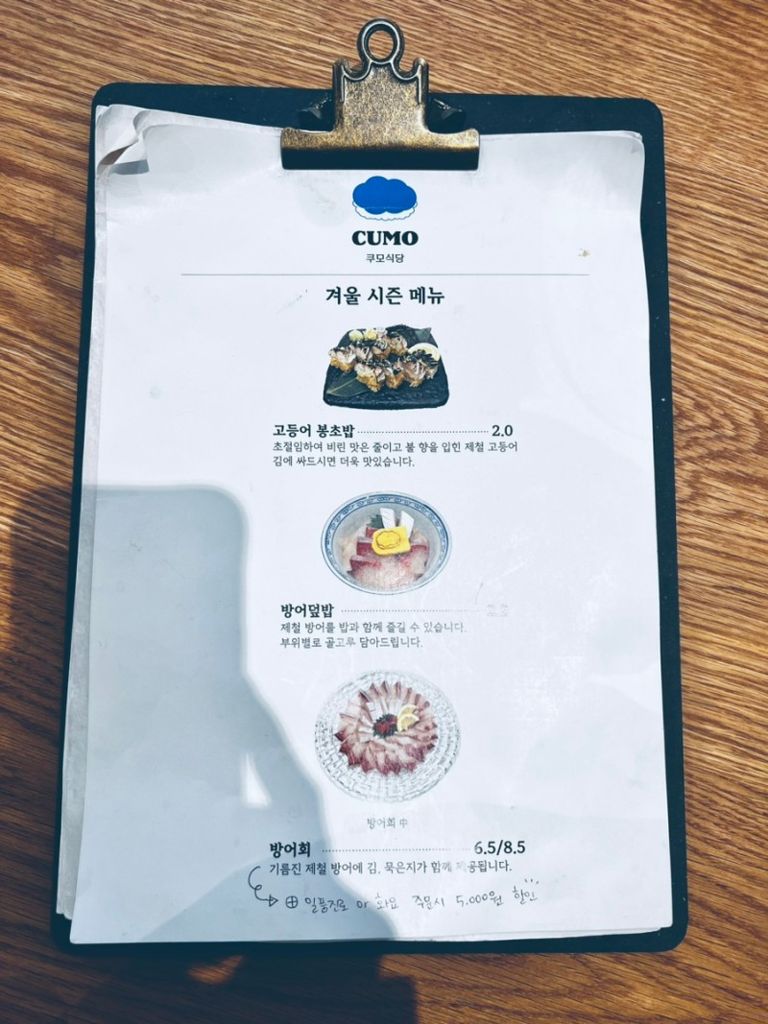 CUMO
쿠모식당
겨울 시즌 메뉴
고등어 봉초밥 2.0
초절임하여 비린 맛은 줄이고 불 향을 입힌 제철 고등어
김에 싸드시면 더욱 맛있습니다.
방어덮밥
제철 방어를 밥과 함께 즐길 수 있습니다.
부위별로 골고루 담아드립니다.
방어회 中
방어회 6.5/8.5
기름진 제철 방어에 김, 묵은지가 함께 제공됩니다.
⊕ 일품진로 or 화요 주문시 5.000원 할인